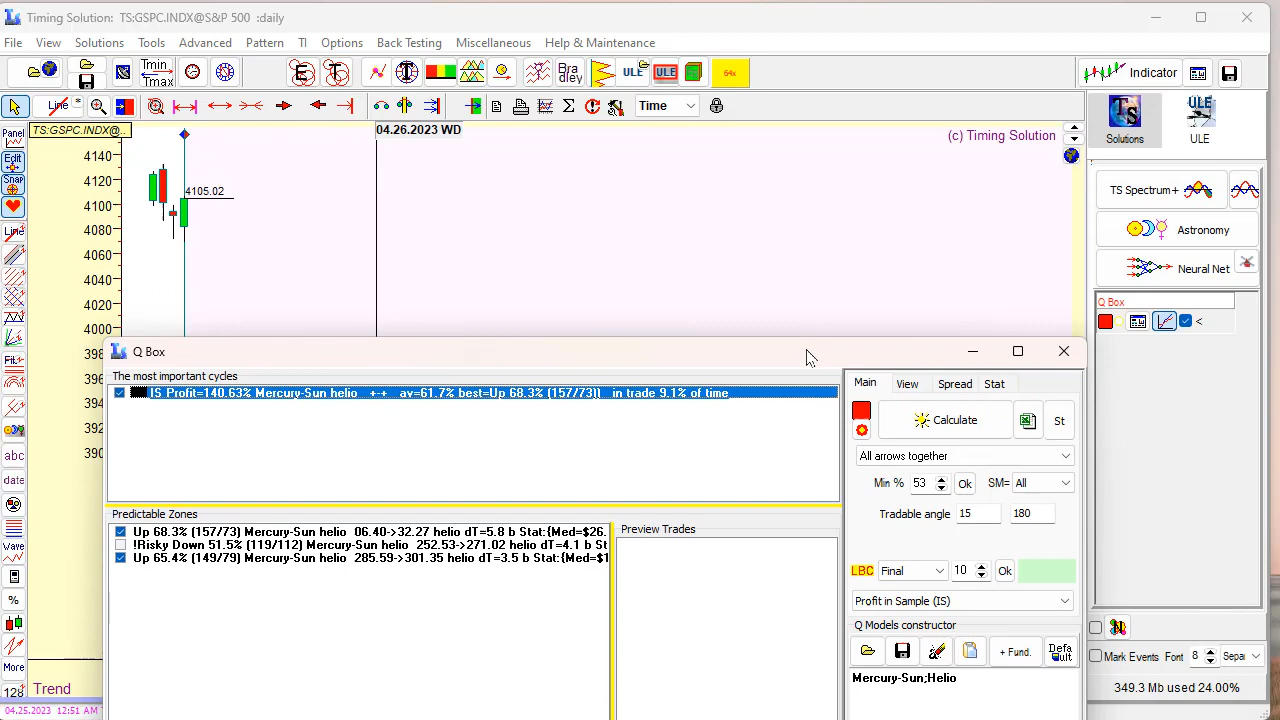 Timing Solution: TS:GSPC.INDX@S&P 500 :daily
File View Solutions Tools Advanced Pattern TI Options Back Testing Miscellaneous Help & Maintenance
Tmin
Tmax
E
T
Bra
dley
ULE
ULE
64x
Indicator
Line
Time
TS:GSPC.INDX@..
04.26.2023 WD
(c) Timing Solution
Solutions
ULE
Panel
Edit
Snap
Line
Fit
abc
date
Wave
%
More
128
4140
4120
4100
4080
4060
4040
4020
4000
398
396
394
392
390
4105.02
TS Spectrum+
Astronomy
Neural Net
Q Box
<
Q Box
The most important cycles
IS Profit=140.63% Mercury-Sun helio +-+ av=61.7% best=Up 68.3% (157/73)) in trade 9.1% of time
Main View Spread Stat
Calculate
St
All arrows together
Min % 53 Ok SM= All
Tradable angle 15 180
Predictable Zones
Up 68.3% (157/73) Mercury-Sun helio 06.40->32.27 helio dT=5.8 b Stat:{Med=$26.
!Risky Down 51.5% (119/112) Mercury-Sun helio 252.53->271.02 helio dT=4.1 b St
Up 65.4% (149/79) Mercury-Sun helio 285.59->301.35 helio dT=3.5 b Stat:{Med=$1
Preview Trades
LBC Final 10 Ok
Profit in Sample (IS)
Q Models constructor
+ Fund.
Defa
ult
Mercury-Sun;Helio
Mark Events Font 8 Separ
349.3 Mb used 24.00%
Trend
04.25.2023 12:51 AM